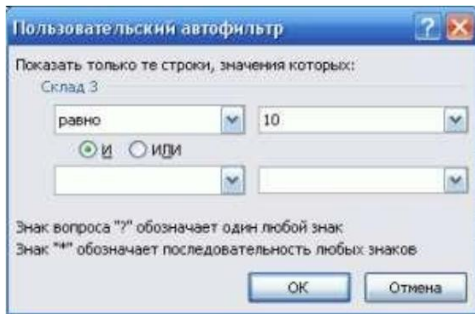 Пользовательский автофильтр
Показать только те строки, значения которых:
Склад 3
равно 10
И ИЛИ
Знак вопроса "?" обозначает один любой знак
Знак "*" обозначает последовательность любых знаков
ОК Отмена